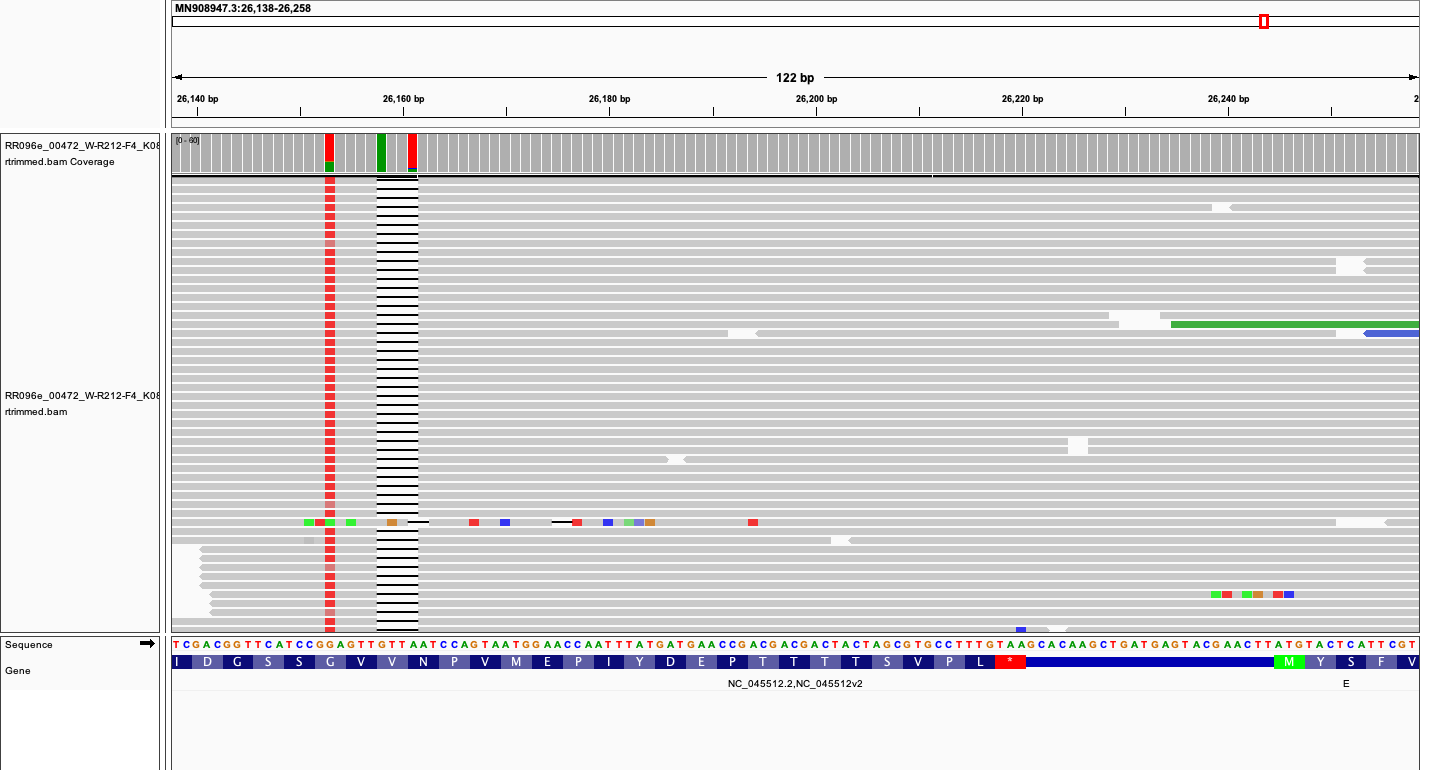 MN908947.3:26,138-26,258
122 bp
26,140 bp 26,160 bp 26,180 bp 26,200 bp 26,220 bp 26,240 bp 2
RR096e_00472_W-R212-F4_K08
rtrimmed.bam Coverage
[0 - 60]
RR096e_00472_W-R212-F4_K08
rtrimmed.bam
Sequence TCGACGGTTCATCCGGAGTTGTTAATCCAGTAATGGAACCAATTTATGATGAACCGACGACGACTACTAGCGTGCCTTTGTAAGCACAAGCTGATGAGTACGAACTTATGTACTCATTCGT
Gene I D G S S G V V N P V M E P I Y D E P T T T T S V P L * M Y S F V
NC_045512.2,NC_045512v2 E